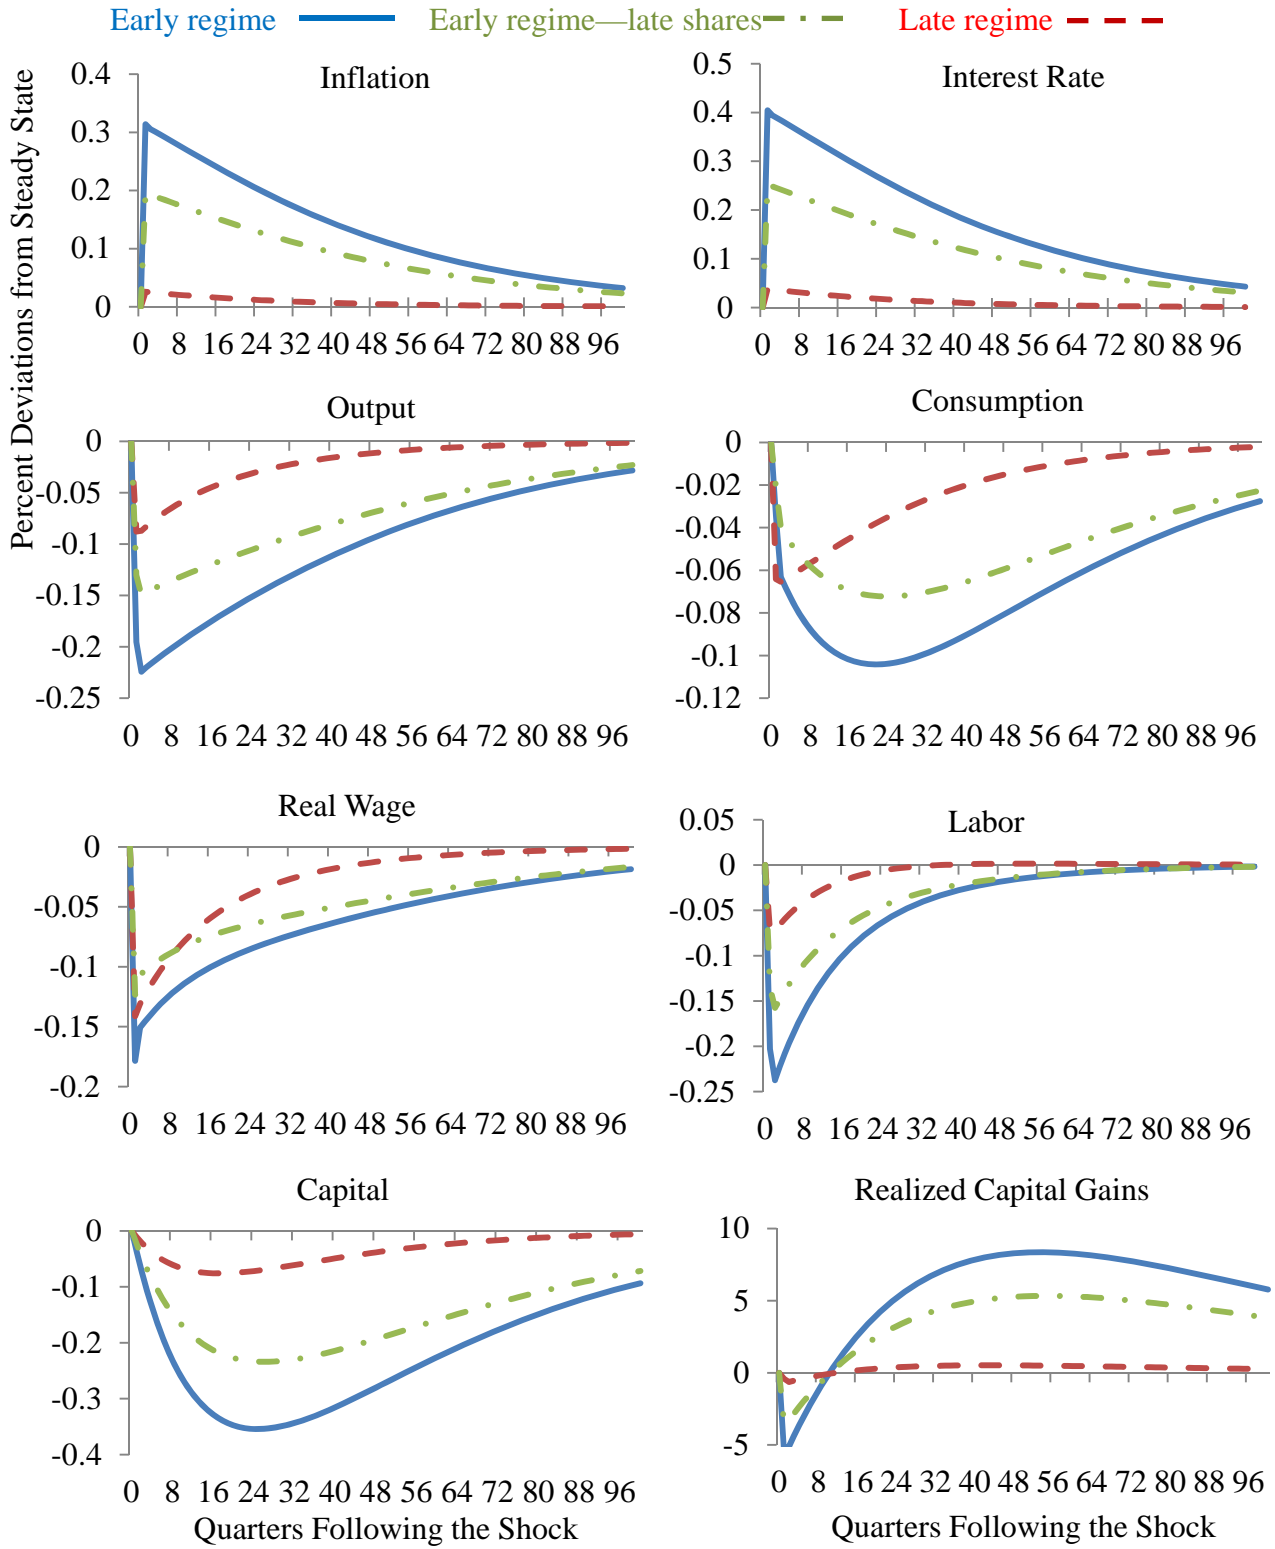 Early regime Early regime—late shares Late regime
Percent Deviations from Steady State
Inflation
0.4
0.3
0.2
0.1
0
0 8 16 24 32 40 48 56 64 72 80 88 96
Interest Rate
0.5
0.4
0.3
0.2
0.1
0
0 8 16 24 32 40 48 56 64 72 80 88 96
Output
0
-0.05
-0.1
-0.15
-0.2
-0.25
0 8 16 24 32 40 48 56 64 72 80 88 96
Consumption
0
-0.02
-0.04
-0.06
-0.08
-0.1
-0.12
0 8 16 24 32 40 48 56 64 72 80 88 96
Real Wage
0
-0.05
-0.1
-0.15
-0.2
0 8 16 24 32 40 48 56 64 72 80 88 96
Labor
0.05
0
-0.05
-0.1
-0.15
-0.2
-0.25
0 8 16 24 32 40 48 56 64 72 80 88 96
Capital
0
-0.1
-0.2
-0.3
-0.4
0 8 16 24 32 40 48 56 64 72 80 88 96
Quarters Following the Shock
Realized Capital Gains
10
5
0
-5
0 8 16 24 32 40 48 56 64 72 80 88 96
Quarters Following the Shock